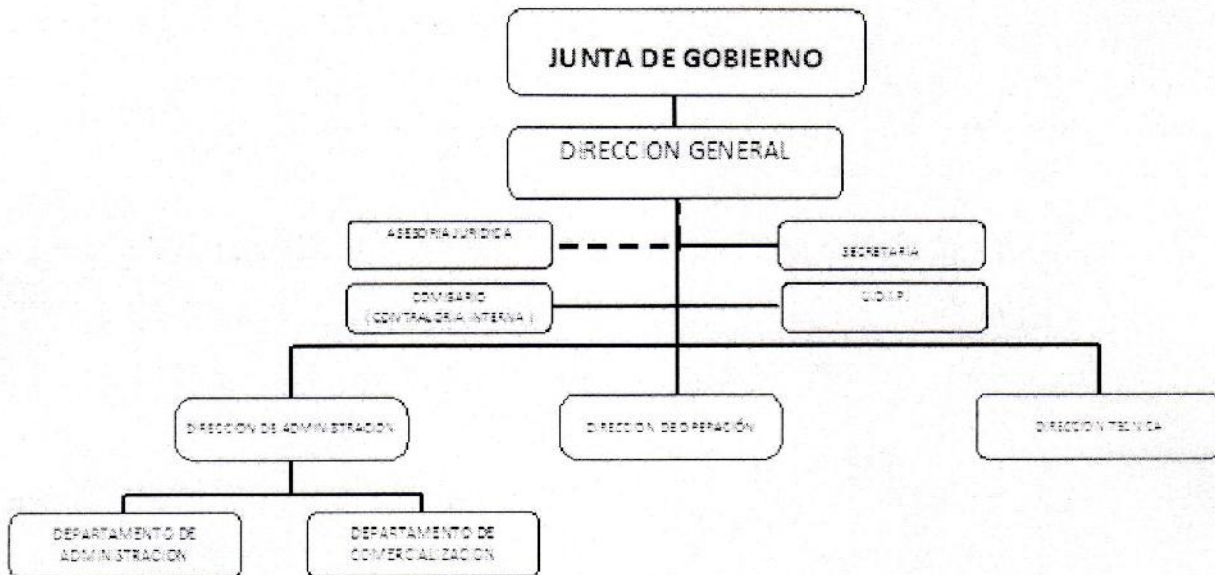 JUNTA DE GOBIERNO
DIRECCION GENERAL
ASESORIA JURIDICA
SECRETARIA
COMISARIO
( CONTRALORIA INTERNA )
DIRECCION DE ADMINISTRACION
DIRECCION DE OPERACIÓN
DIRECCION TECNICA
DEPARTAMENTO DE
ADMINISTRACION
DEPARTAMENTO DE
COMERCIALIZACION